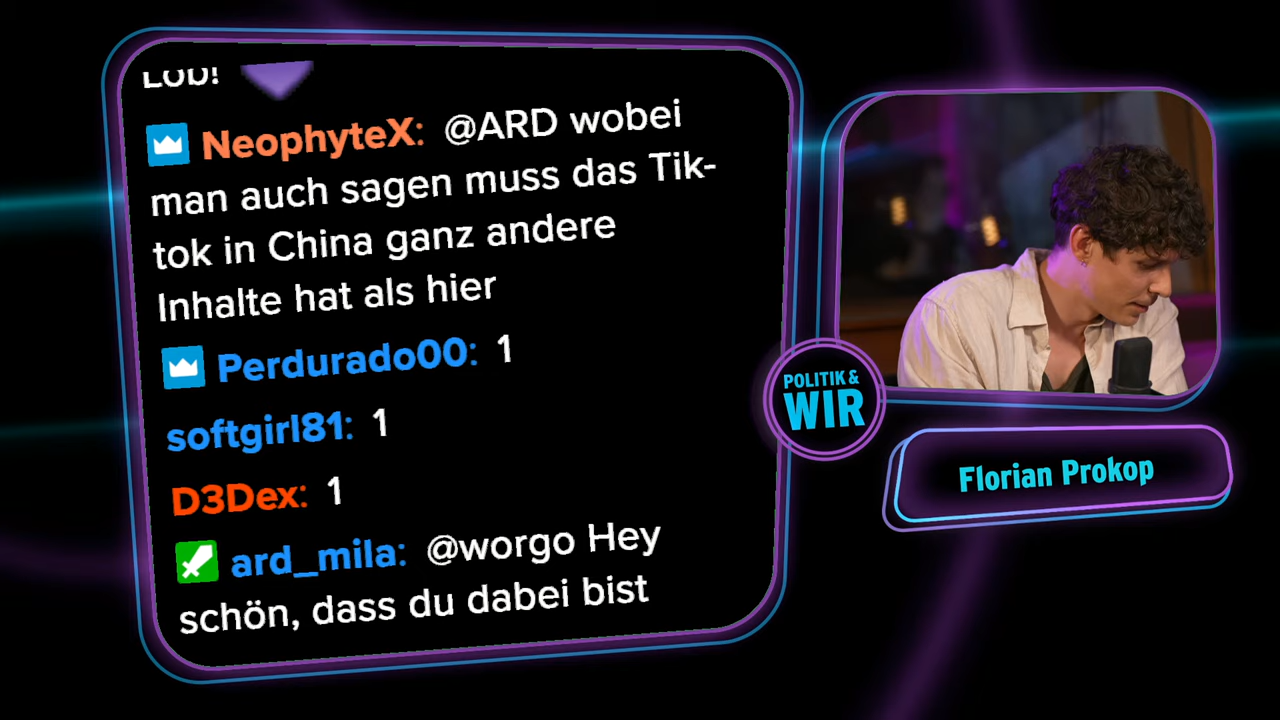 Lob!
NeophyteX: @ARD wobei
man auch sagen muss das Tik-
tok in China ganz andere
Inhalte hat als hier
Perdurado00: 1
softgirl81: 1
D3Dex: 1
ard_mila: @worgo Hey
schön, dass du dabei bist
POLITIK &
WIR
Florian Prokop